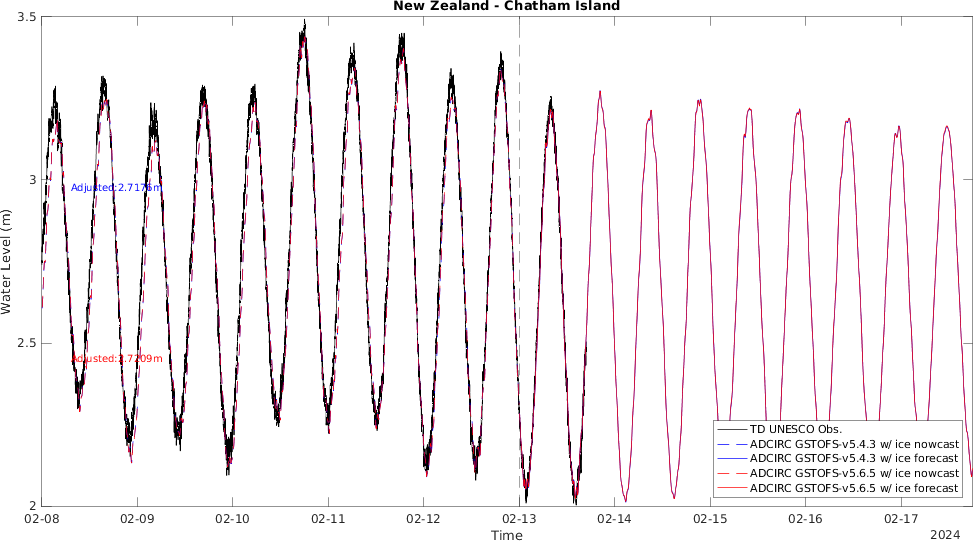 New Zealand - Chatham Island
3.5
3
2.5
2
Water Level (m)
Adjusted:2.7176m
Adjusted:2.7209m
TD UNESCO Obs.
ADCIRC GSTOFS-v5.4.3 w/ ice nowcast
ADCIRC GSTOFS-v5.4.3 w/ ice forecast
ADCIRC GSTOFS-v5.6.5 w/ ice nowcast
ADCIRC GSTOFS-v5.6.5 w/ ice forecast
02-08 02-09 02-10 02-11 02-12 02-13 02-14 02-15 02-16 02-17
Time
2024